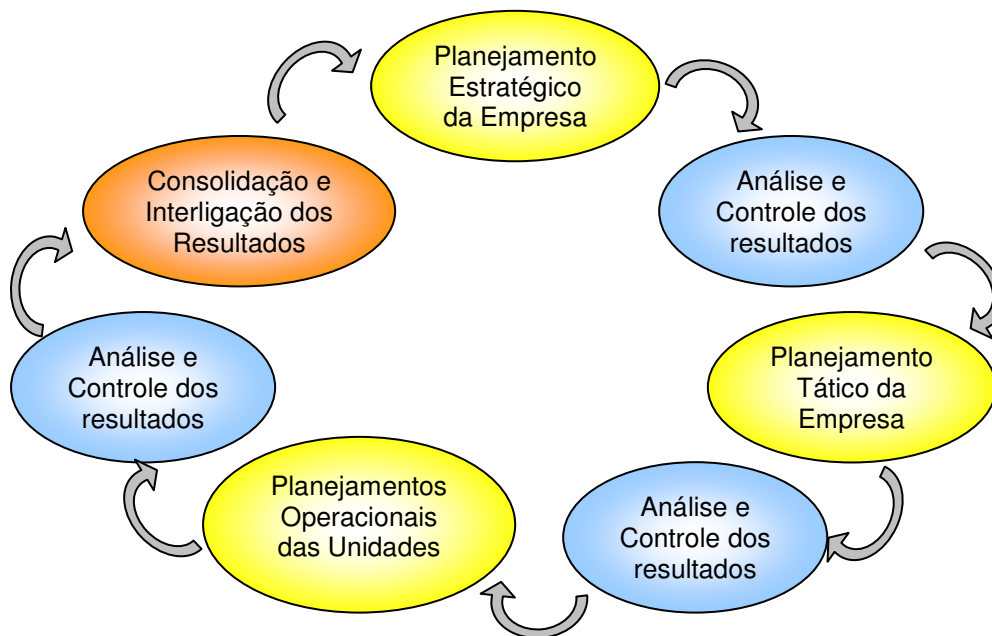 Planejamento
Estratégico
da Empresa
Análise e
Controle dos
resultados
Planejamento
Tático da
Empresa
Análise e
Controle dos
resultados
Planejamentos
Operacionais
das Unidades
Análise e
Controle dos
resultados
Consolidação e
Interligação dos
Resultados